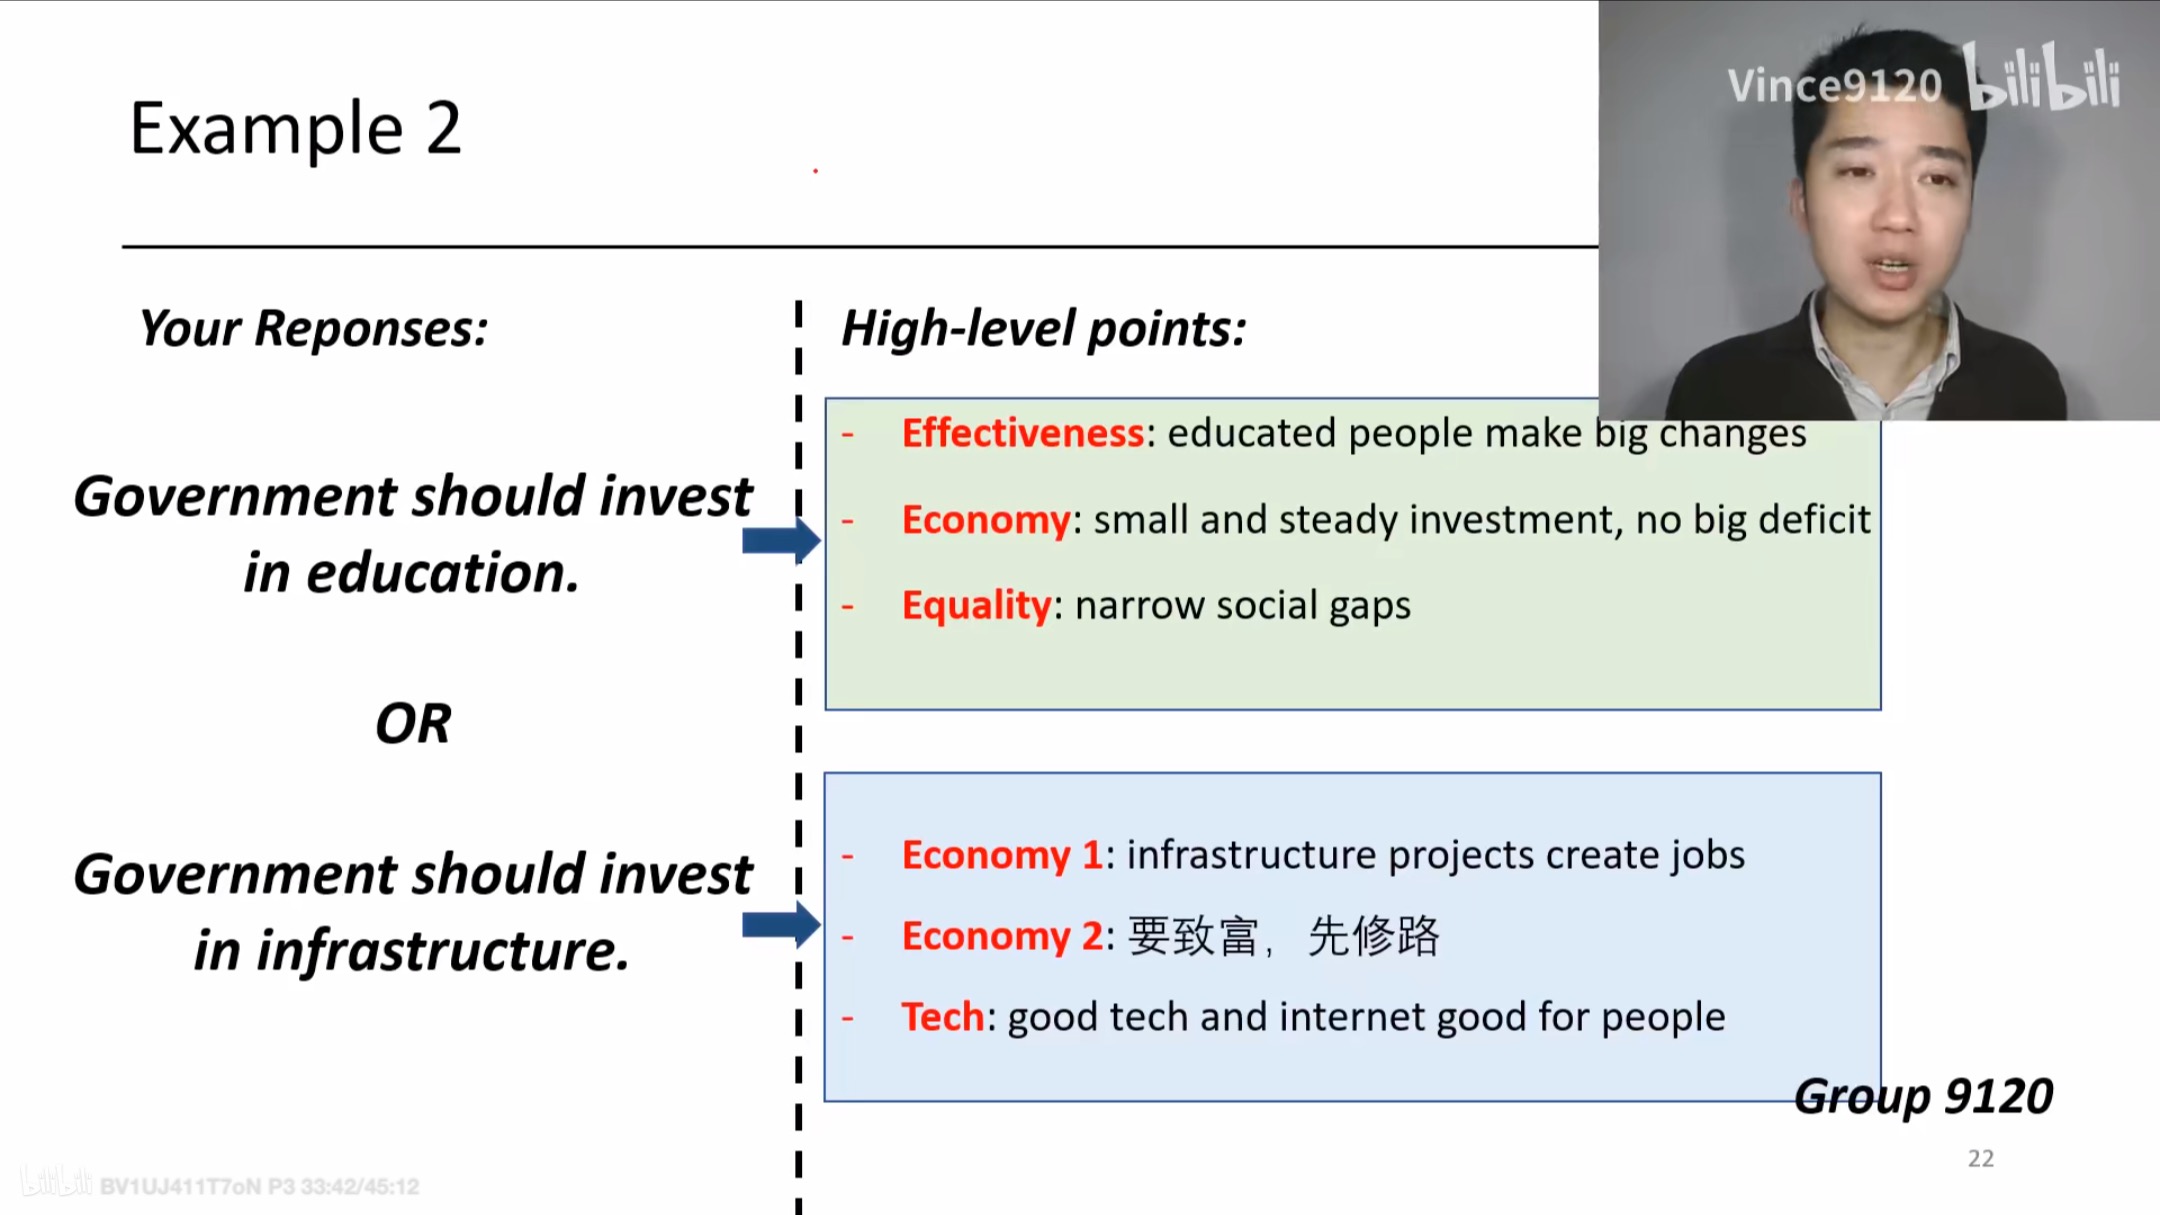 Example 2
Vince9120 bilibili
Your Reponses:
High-level points:
Government should invest
in education.
- Effectiveness: educated people make big changes
- Economy: small and steady investment, no big deficit
- Equality: narrow social gaps
OR
Government should invest
in infrastructure.
- Economy 1: infrastructure projects create jobs
- Economy 2: 要致富，先修路
- Tech: good tech and internet good for people
Group 9120
22
bilibili BV1UJ411T7oN P3 33:42/45:12